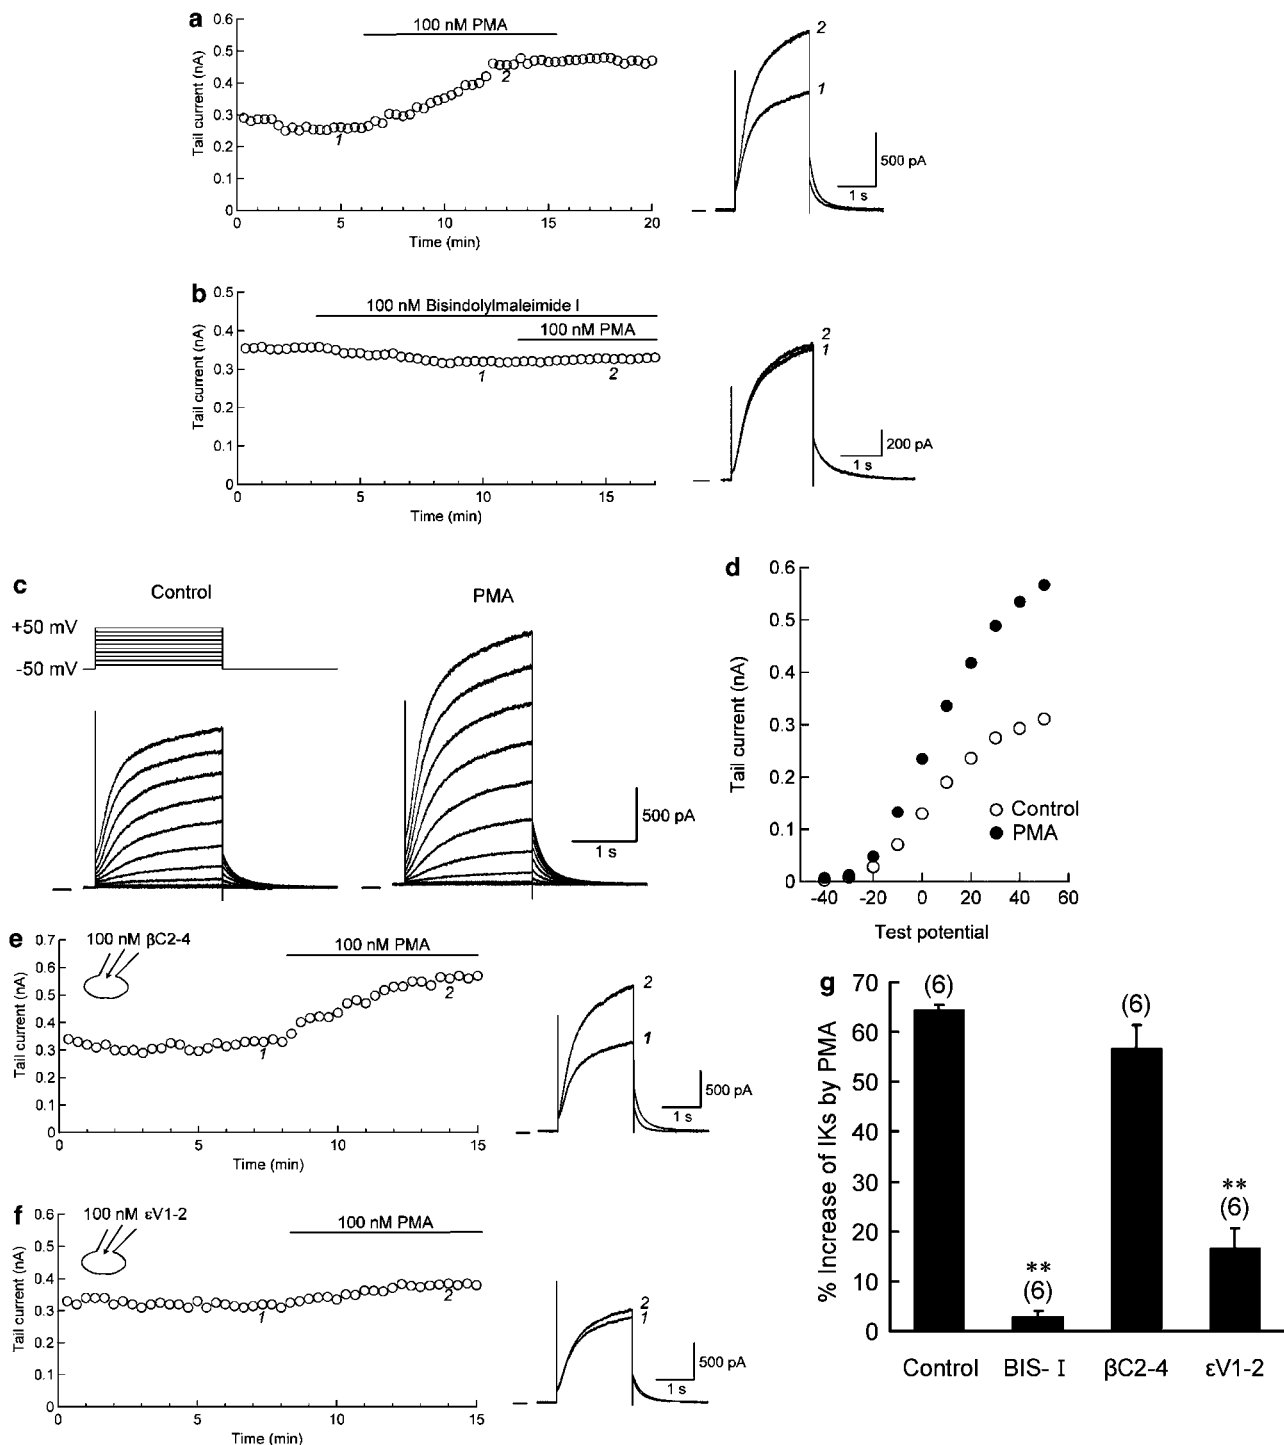 a
100 nM PMA
0.6
0.5
0.4
0.3
0.2
0.1
0
Tail current (nA)
1
2
0 5 10 15 20
Time (min)
2
1
500 pA
1 s
b
100 nM Bisindolylmaleimide I
100 nM PMA
0.5
0.4
0.3
0.2
0.1
0
Tail current (nA)
1
2
0 5 10 15
Time (min)
2
1
200 pA
1 s
c
Control
PMA
+50 mV
-50 mV
500 pA
1 s
d
0.6
0.5
0.4
0.3
0.2
0.1
0
Tail current (nA)
Control
PMA
-40 -20 0 20 40 60
Test potential
e
100 nM βC2-4
100 nM PMA
0.7
0.6
0.5
0.4
0.3
0.2
0.1
0
Tail current (nA)
1
2
0 5 10 15
Time (min)
2
1
500 pA
1 s
f
100 nM εV1-2
100 nM PMA
0.6
0.5
0.4
0.3
0.2
0.1
0
Tail current (nA)
1
2
0 5 10 15
Time (min)
2
1
500 pA
1 s
g
70
60
50
40
30
20
10
0
% Increase of IKs by PMA
(6)
**
(6)
(6)
**
(6)
Control BIS- I βC2-4 εV1-2